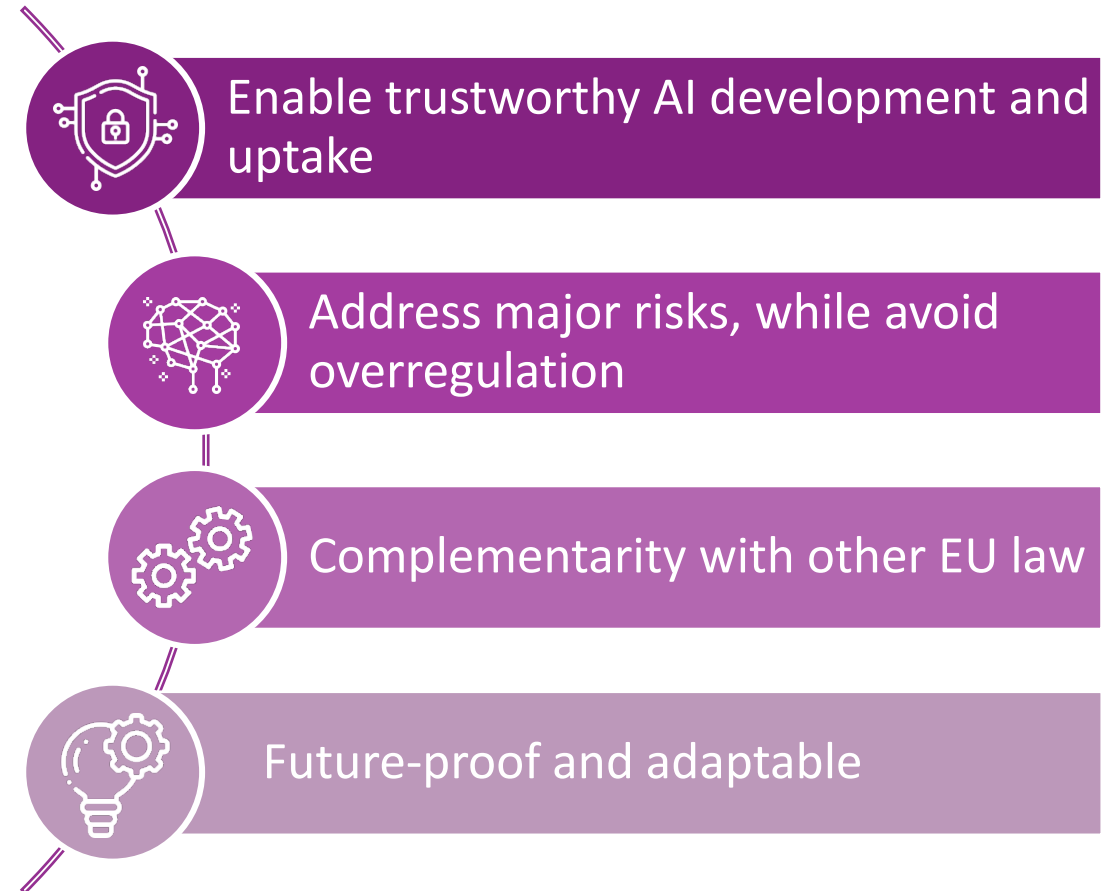 Enable trustworthy AI development and
uptake
Address major risks, while avoid
overregulation
Complementarity with other EU law
Future-proof and adaptable